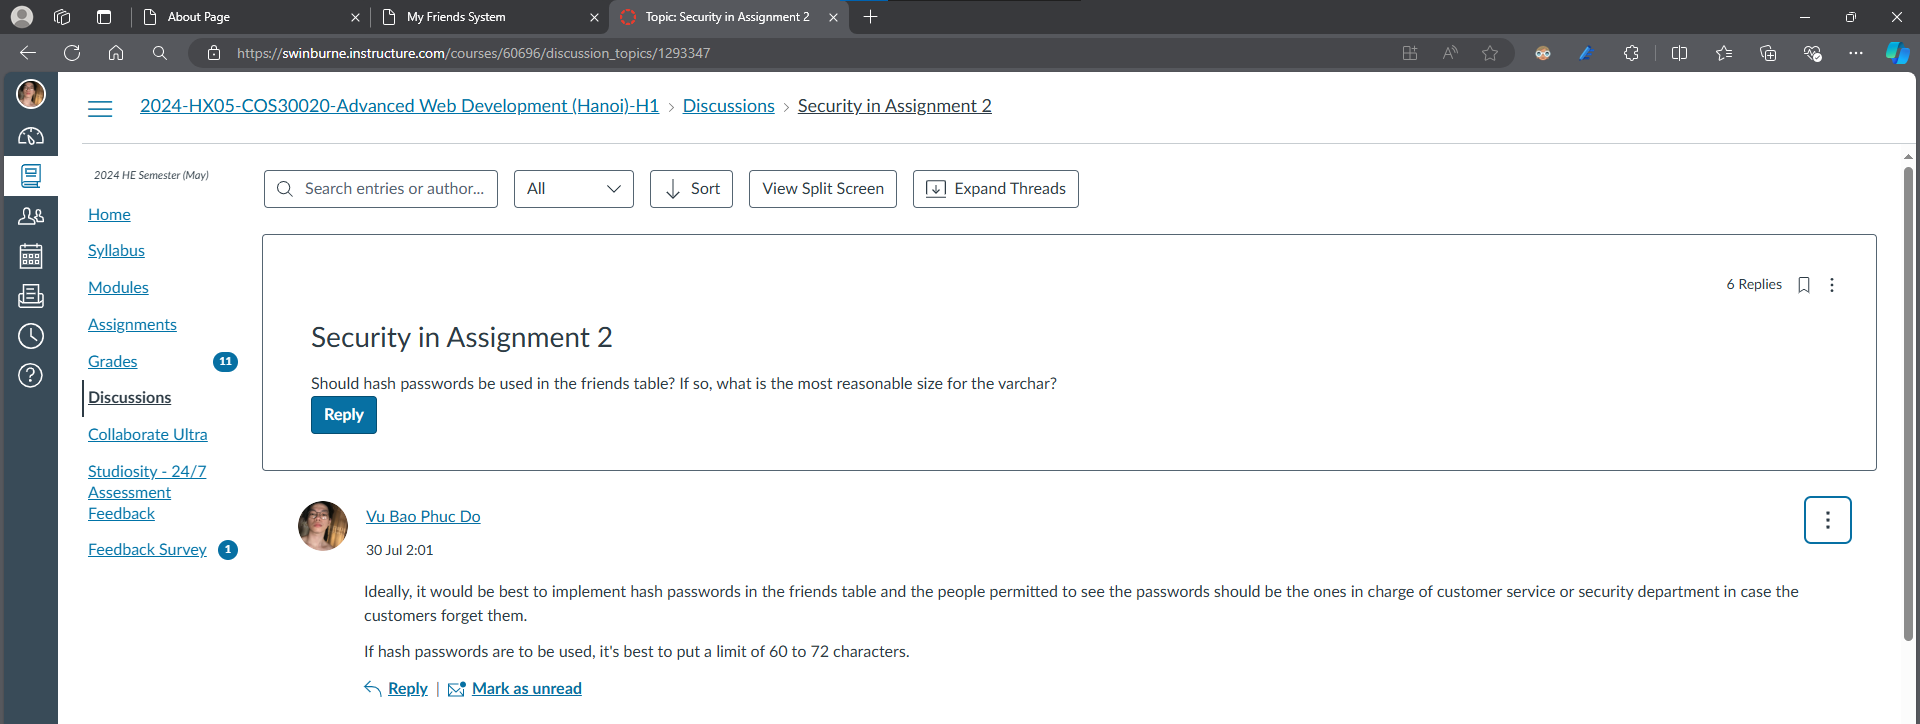 About Page
My Friends System
Topic: Security in Assignment 2
https://swinburne.instructure.com/courses/60696/discussion_topics/1293347
2024-HX05-COS30020-Advanced Web Development (Hanoi)-H1 > Discussions > Security in Assignment 2
2024 HE Semester (May)
Home
Syllabus
Modules
Assignments
Grades 11
Discussions
Collaborate Ultra
Studiosity - 24/7
Assessment
Feedback
Feedback Survey 1
Search entries or author...
All
Sort
View Split Screen
Expand Threads
6 Replies
Security in Assignment 2
Should hash passwords be used in the friends table? If so, what is the most reasonable size for the varchar?
Reply
Vu Bao Phuc Do
30 Jul 2:01
Ideally, it would be best to implement hash passwords in the friends table and the people permitted to see the passwords should be the ones in charge of customer service or security department in case the
customers forget them.
If hash passwords are to be used, it's best to put a limit of 60 to 72 characters.
Reply | Mark as unread